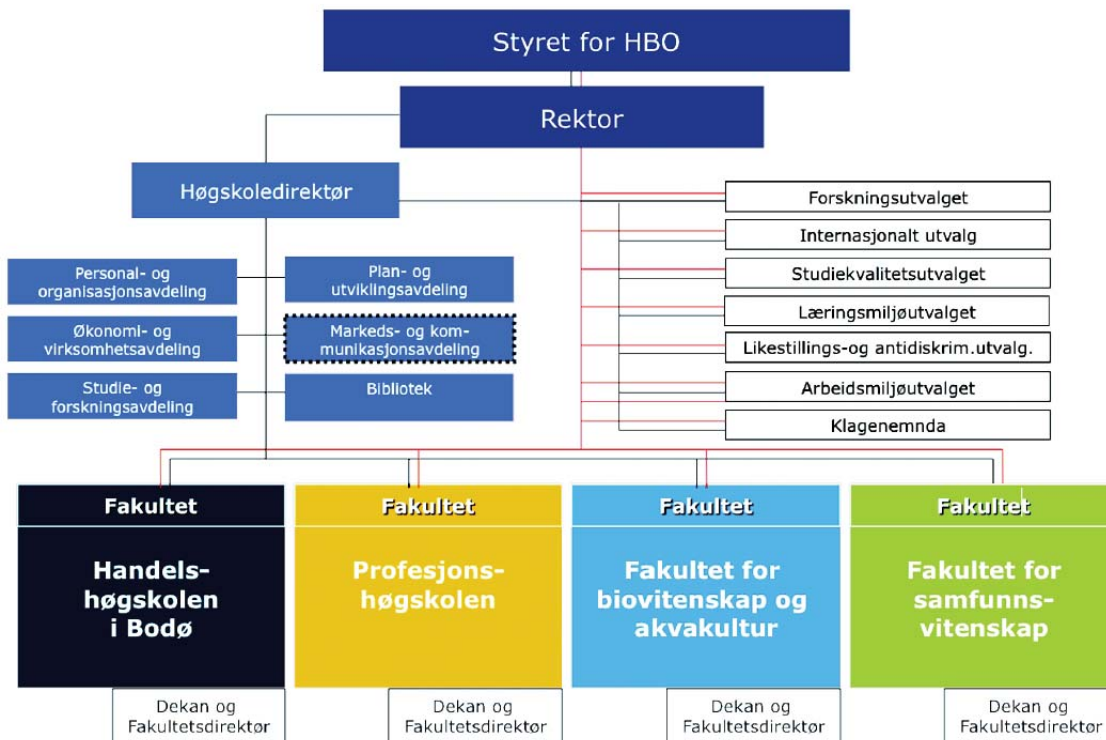 Styret for HBO
Rektor
Høgskoledirektør
Personal- og
organisasjonsavdeling
Plan- og
utviklingsavdeling
Økonomi- og
virksomhetsavdeling
Markeds- og kom-
munikasjonsavdeling
Studie- og
forskningsavdeling
Bibliotek
Forskningsutvalget
Internasjonalt utvalg
Studiekvalitetsutvalget
Læringsmiljøutvalget
Likestillings-og antidiskrim.utvalg.
Arbeidsmiljøutvalget
Klagenemnda
Fakultet
Handels-
høgskolen
i Bodø
Dekan og
Fakultetsdirektør
Fakultet
Profesjons-
høgskolen
Dekan og
Fakultetsdirektør
Fakultet
Fakultet for
biovitenskap og
akvakultur
Dekan og
Fakultetsdirektør
Fakultet
Fakultet for
samfunns-
vitenskap
Dekan og
Fakultetsdirektør